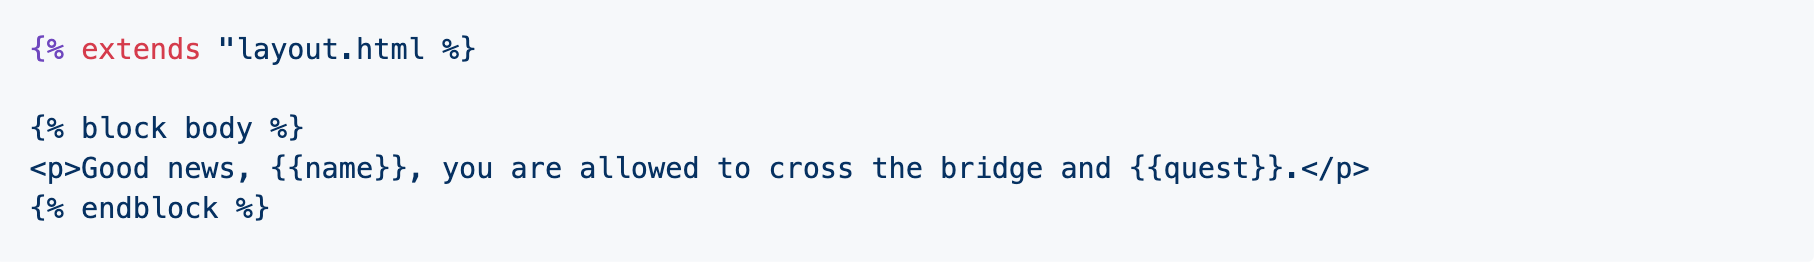 {% extends "layout.html %}
{% block body %}
<p>Good news, {{name}}, you are allowed to cross the bridge and {{quest}}.</p>
{% endblock %}